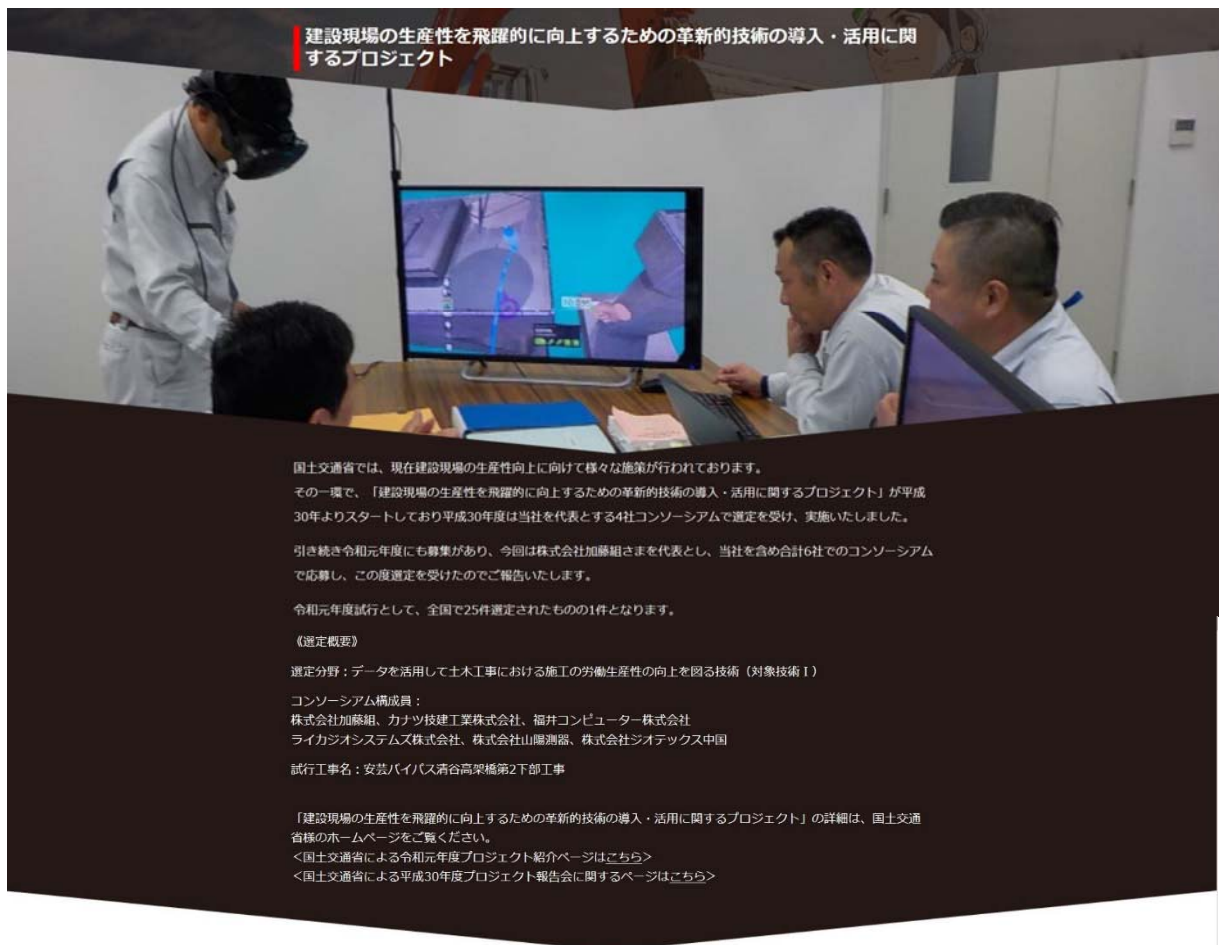 建設現場の生産性を飛躍的に向上するための革新的技術の導入・活用に関
するプロジェクト
国土交通省では、現在建設現場の生産性向上に向けて様々な施策が行われております。
その一環で、「建設現場の生産性を飛躍的に向上するための革新的技術の導入・活用に関するプロジェクト」が平成
30年よりスタートしており平成30年度は当社を代表とする4社コンソーシアムで選定を受け、実施いたしました。
引き続き令和元年度にも募集があり、今回は株式会社加藤組さまを代表とし、当社を含め合計6社でのコンソーシアム
で応募し、この度選定を受けたのでご報告いたします。
令和元年度試行として、全国で25件選定されたものの1件となります。
《選定概要》
選定分野：データを活用して土木工事における施工の労働生産性の向上を図る技術（対象技術Ⅰ）
コンソーシアム構成員：
株式会社加藤組、カナツ技建工業株式会社、福井コンピューター株式会社
ライカジオシステムズ株式会社、株式会社山陽測器、株式会社ジオテックス中国
試行工事名：安芸バイパス清谷高架橋第2下部工事
「建設現場の生産性を飛躍的に向上するための革新的技術の導入・活用に関するプロジェクト」の詳細は、国土交通
省様のホームページをご覧ください。
<国土交通省による令和元年度プロジェクト紹介ページはこちら>
<国土交通省による平成30年度プロジェクト報告会に関するページはこちら>